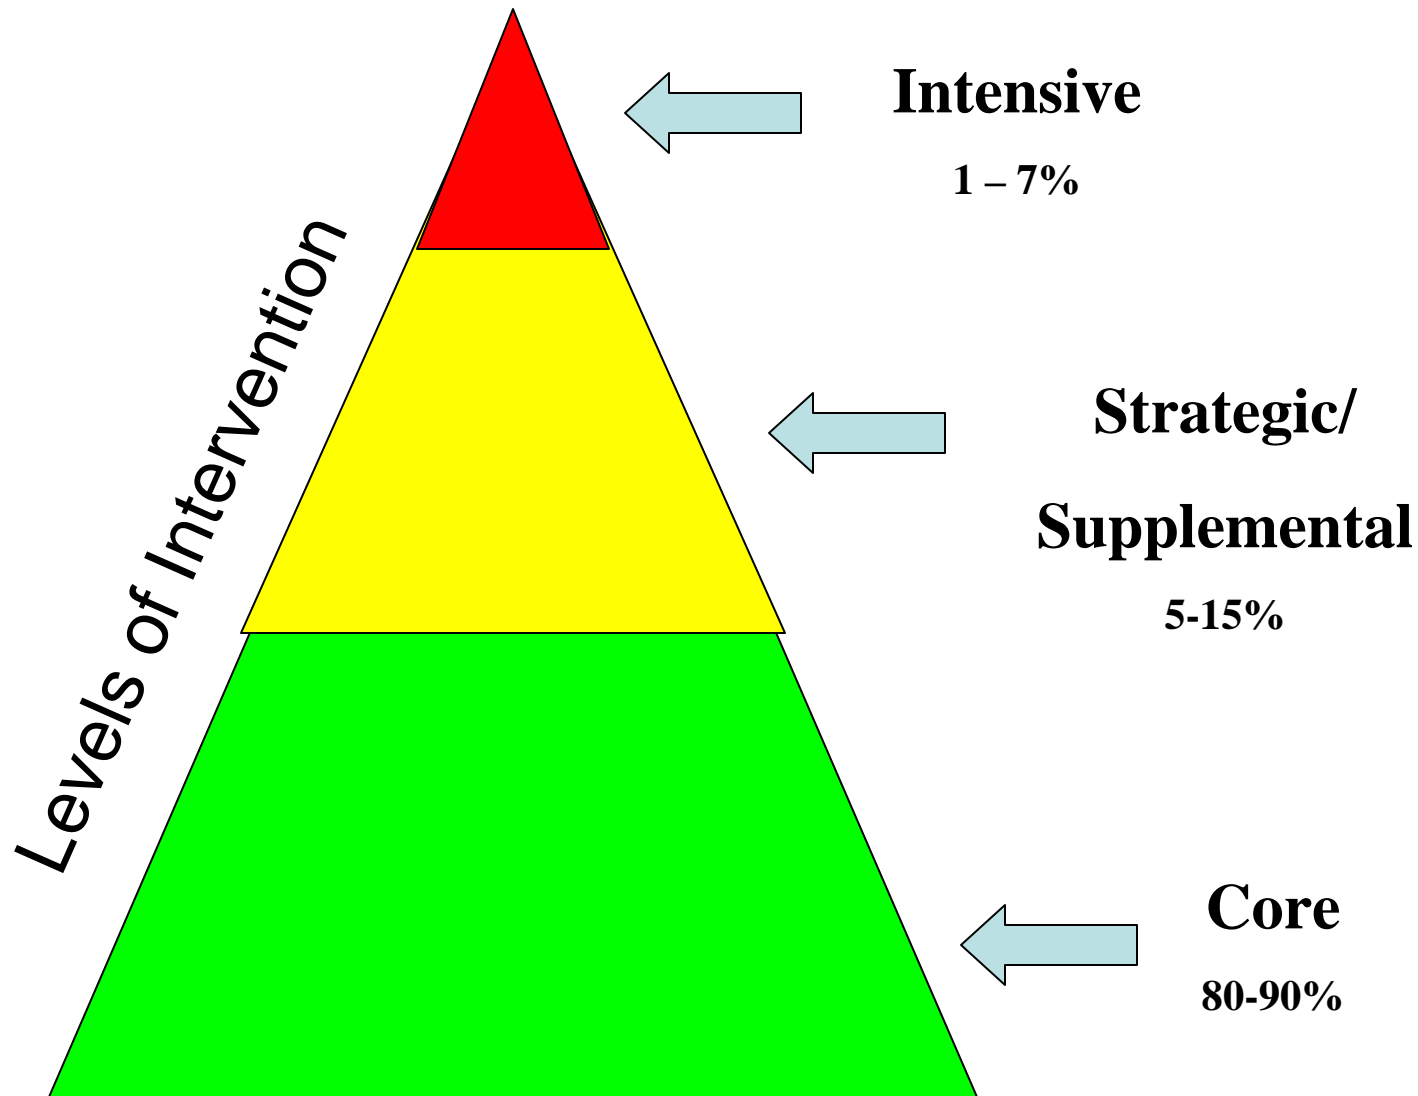 Levels of Intervention
Intensive
1 – 7%
Strategic/
Supplemental
5-15%
Core
80-90%